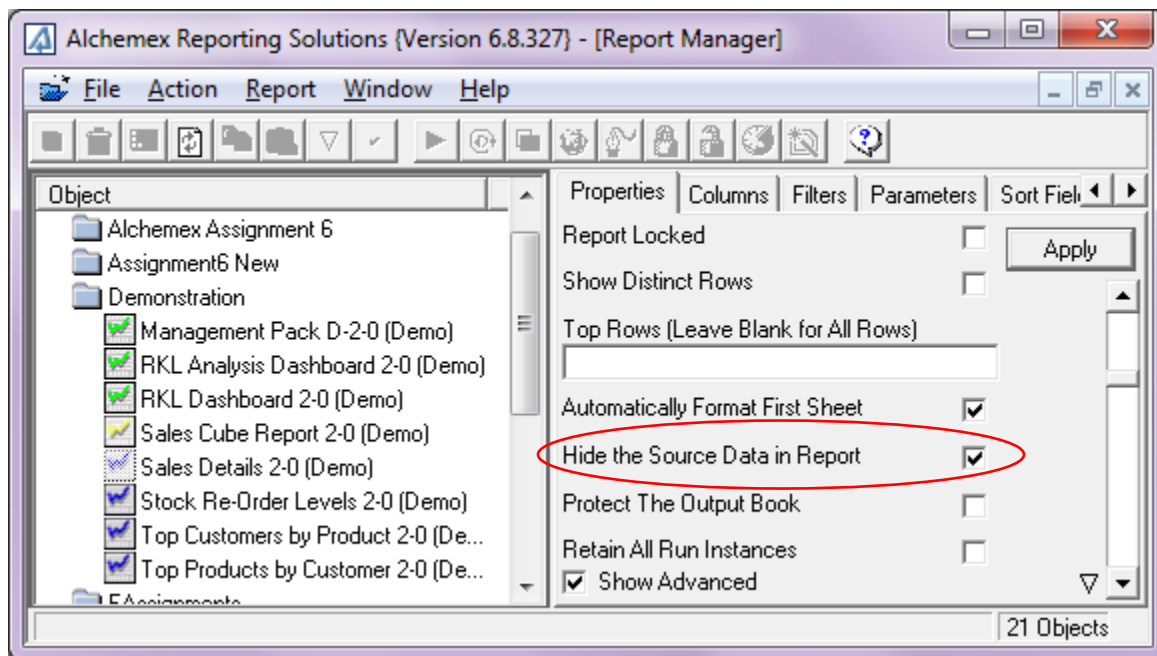 Alchemex Reporting Solutions {Version 6.8.327} - [Report Manager]
File Action Report Window Help
Object
Alchemex Assignment 6
Assignment6 New
Demonstration
Management Pack D-2-0 (Demo)
RKL Analysis Dashboard 2-0 (Demo)
RKL Dashboard 2-0 (Demo)
Sales Cube Report 2-0 (Demo)
Sales Details 2-0 (Demo)
Stock Re-Order Levels 2-0 (Demo)
Top Customers by Product 2-0 (De...
Top Products by Customer 2-0 (De...
Properties Columns Filters Parameters Sort Fiel
Report Locked
Apply
Show Distinct Rows
Top Rows (Leave Blank for All Rows)
Automatically Format First Sheet
Hide the Source Data in Report
Protect The Output Book
Retain All Run Instances
Show Advanced
21 Objects